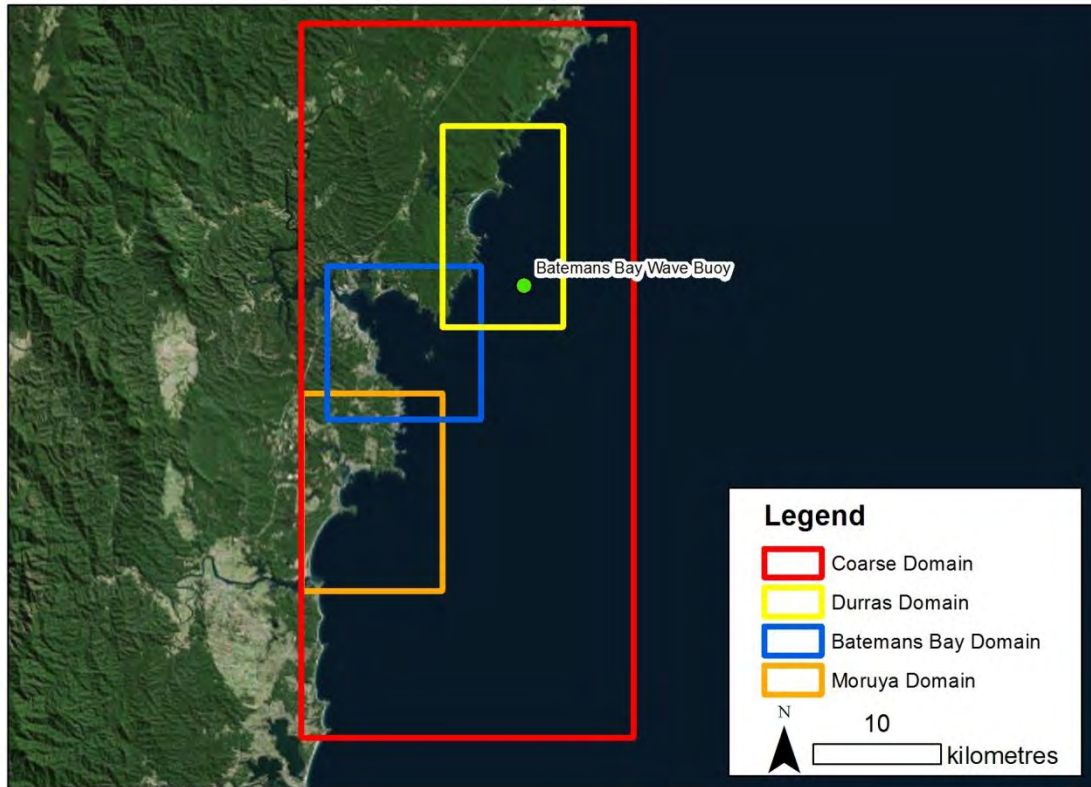 Batemans Bay Wave Buoy
Legend
Coarse Domain
Durras Domain
Batemans Bay Domain
Moruya Domain
N
10
kilometres